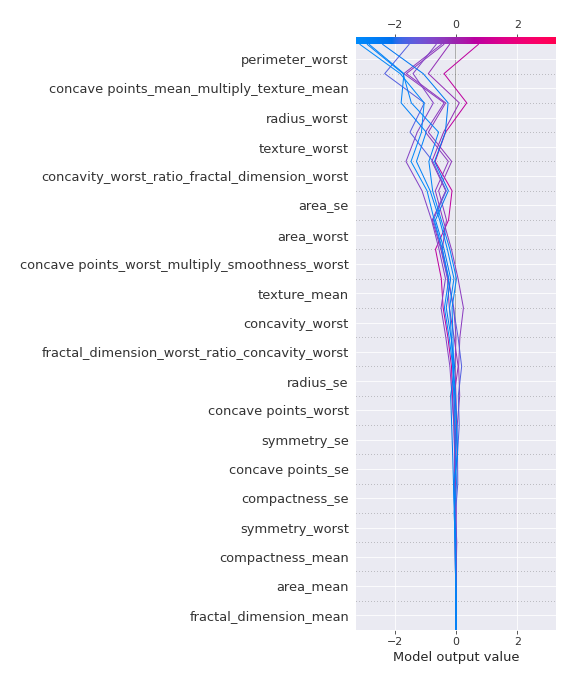 −2 0 2
perimeter_worst
concave points_mean_multiply_texture_mean
radius_worst
texture_worst
concavity_worst_ratio_fractal_dimension_worst
area_se
area_worst
concave points_worst_multiply_smoothness_worst
texture_mean
concavity_worst
fractal_dimension_worst_ratio_concavity_worst
radius_se
concave points_worst
symmetry_se
concave points_se
compactness_se
symmetry_worst
compactness_mean
area_mean
fractal_dimension_mean
−2 0 2
Model output value